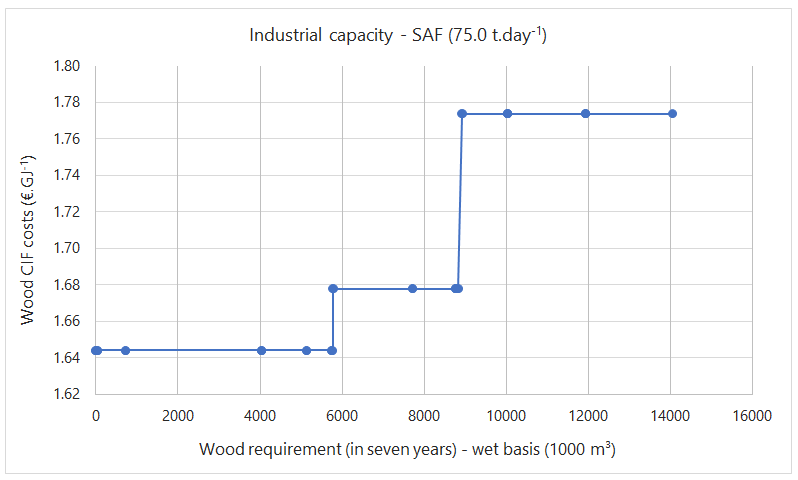 Industrial capacity - SAF (75.0 t.day⁻¹)
Wood CIF costs (€.GJ⁻¹)
1.80
1.78
1.76
1.74
1.72
1.70
1.68
1.66
1.64
1.62
0 2000 4000 6000 8000 10000 12000 14000 16000
Wood requirement (in seven years) - wet basis (1000 m³)